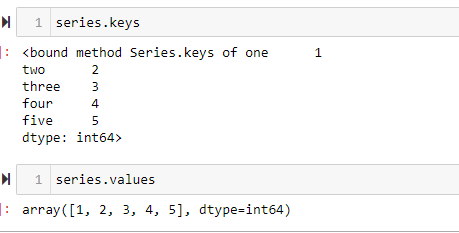 1 series.keys
: <bound method Series.keys of one      1
two      2
three    3
four     4
five     5
dtype: int64>
1 series.values
: array([1, 2, 3, 4, 5], dtype=int64)